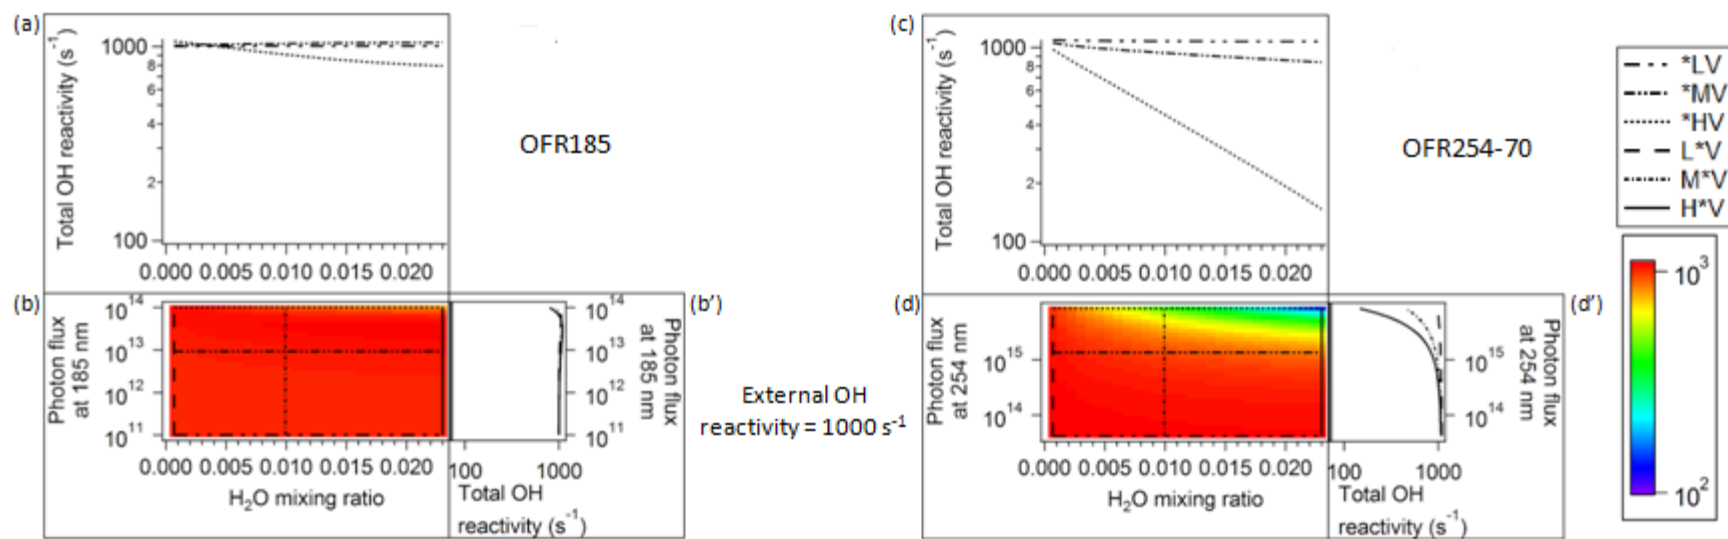 (a)
Total OH reactivity (s⁻¹)
1000
8
6
4
2
100
0.000 0.005 0.010 0.015 0.020
OFR185
(b)
Photon flux
at 185 nm
10¹⁴
10¹³
10¹²
10¹¹
0.000 0.005 0.010 0.015 0.020
H₂O mixing ratio
(b')
10¹⁴
10¹³
10¹²
10¹¹
Photon flux
at 185 nm
100 1000
Total OH
reactivity (s⁻¹)
External OH
reactivity = 1000 s⁻¹
(c)
Total OH reactivity (s⁻¹)
1000
8
6
4
2
100
0.000 0.005 0.010 0.015 0.020
OFR254-70
(d)
Photon flux
at 254 nm
10¹⁵
10¹⁴
0.000 0.005 0.010 0.015 0.020
H₂O mixing ratio
(d')
10¹⁵
10¹⁴
Photon flux
at 254 nm
100 1000
Total OH
reactivity (s⁻¹)
*LV
*MV
*HV
L*V
M*V
H*V
10³
10²